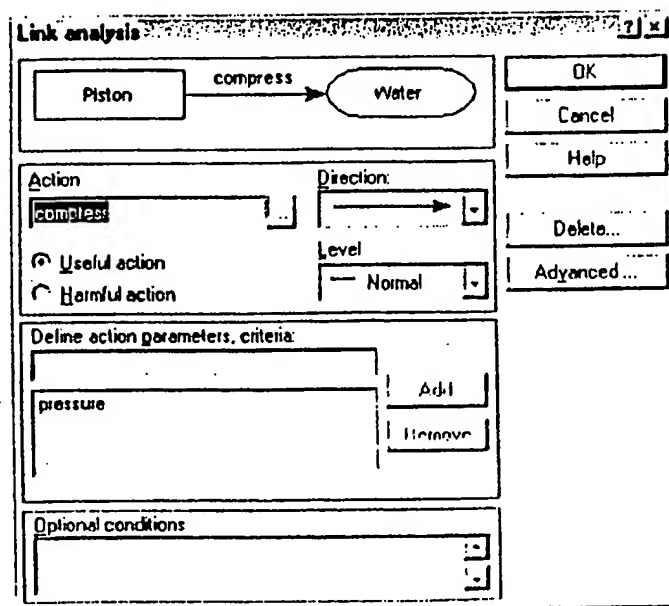 Link analysis
Piston
compress
Water
OK
Cancel
Help
Delete...
Advanced...
Action
compress
...
Direction:
Useful action
Harmful action
Level
Normal
Define action parameters, criteria:
pressure
Add
Remove
Optional conditions